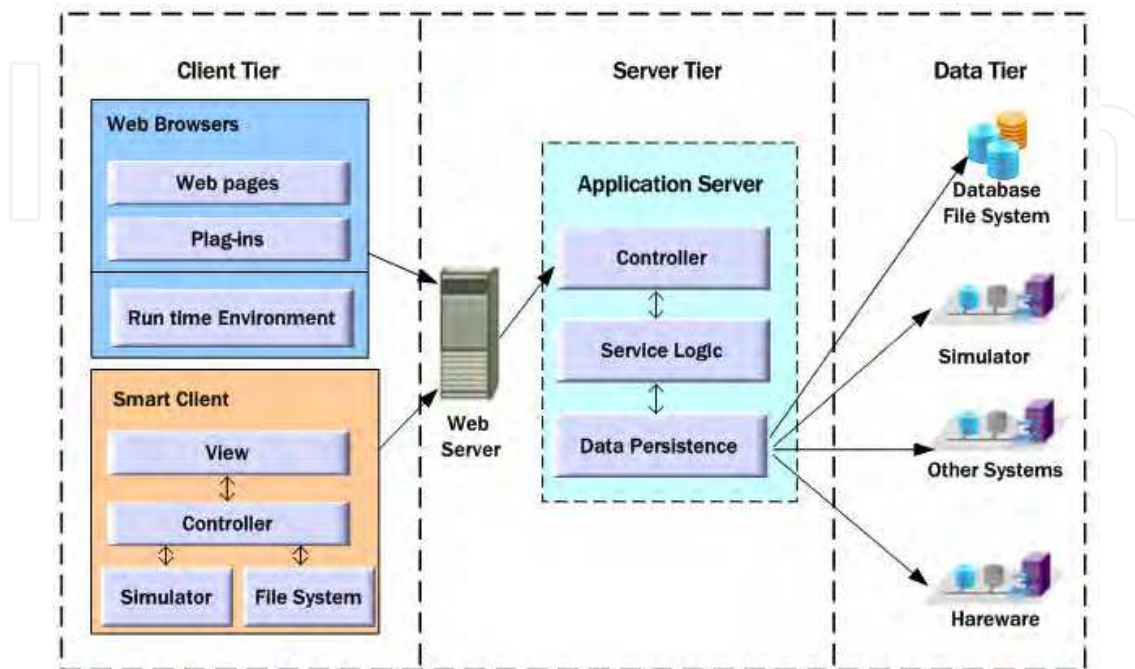 Client Tier
Web Browsers
Web pages
Plag-ins
Run time Environment
Smart Client
View
Controller
Simulator
File System
Web
Server
Server Tier
Application Server
Controller
Service Logic
Data Persistence
Data Tier
Database
File System
Simulator
Other Systems
Hareware